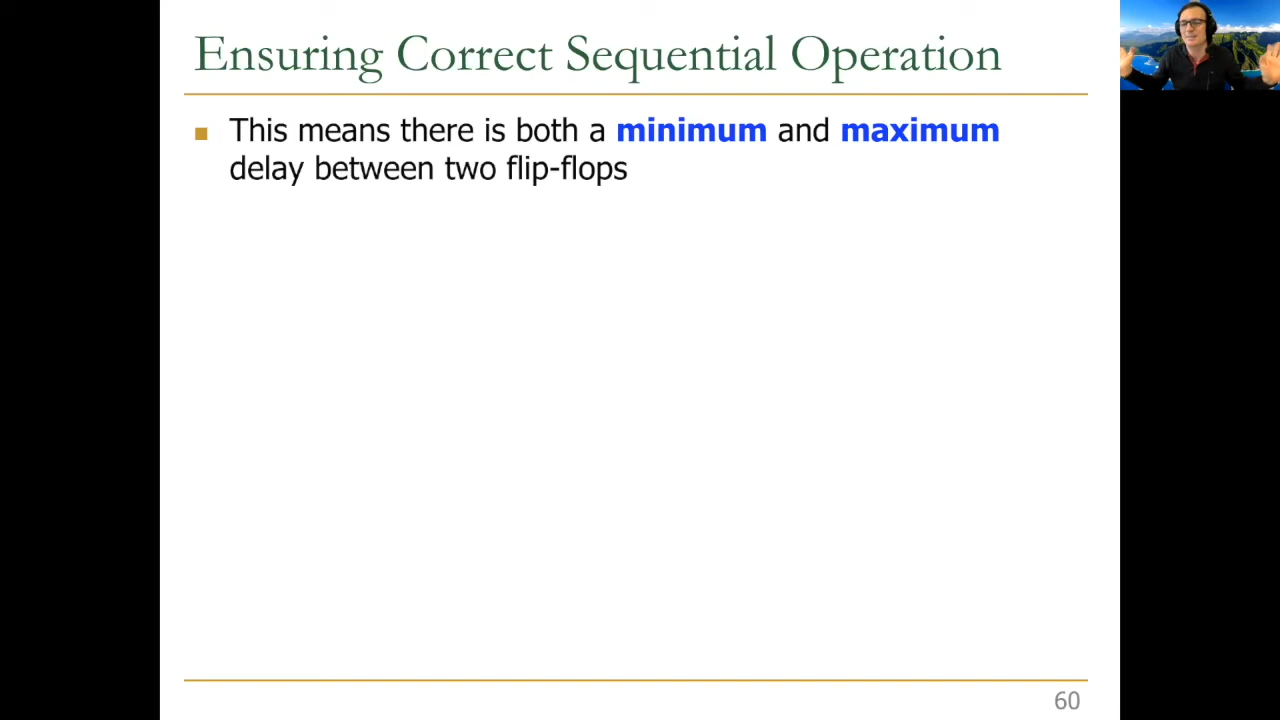 Ensuring Correct Sequential Operation
This means there is both a minimum and maximum
delay between two flip-flops
60